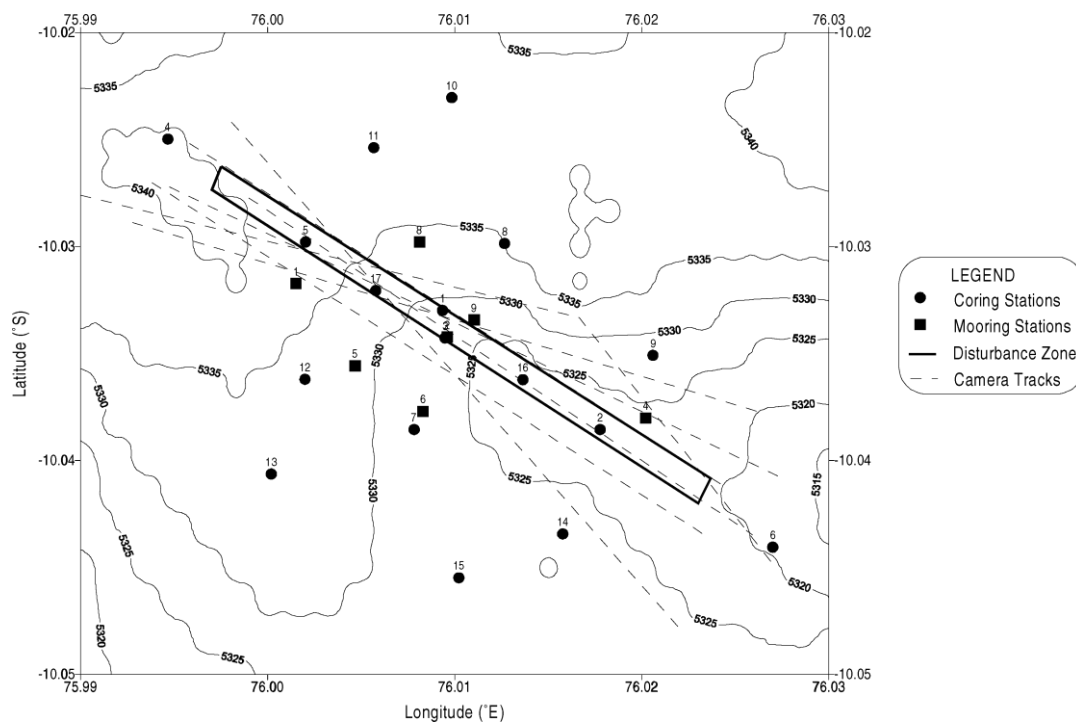 75.99 76.00 76.01 76.02 76.03
-10.02 -10.02
5335 5335
10
4 11
5335
5340
5340
-10.03 5 8 8 5335 -10.03
1 17 5335
1 5330 5330
9
5330 5325
5335 12 5 5330 5325 9
16
5330 6 4 5320
7 2
-10.04 13 -10.04
5325 5315
5330
14 6
5325 15 5320
5325
5320 5325
-10.05 -10.05
75.99 76.00 76.01 76.02 76.03
Latitude (˚S)
Longitude (˚E)
LEGEND
Coring Stations
Mooring Stations
Disturbance Zone
Camera Tracks